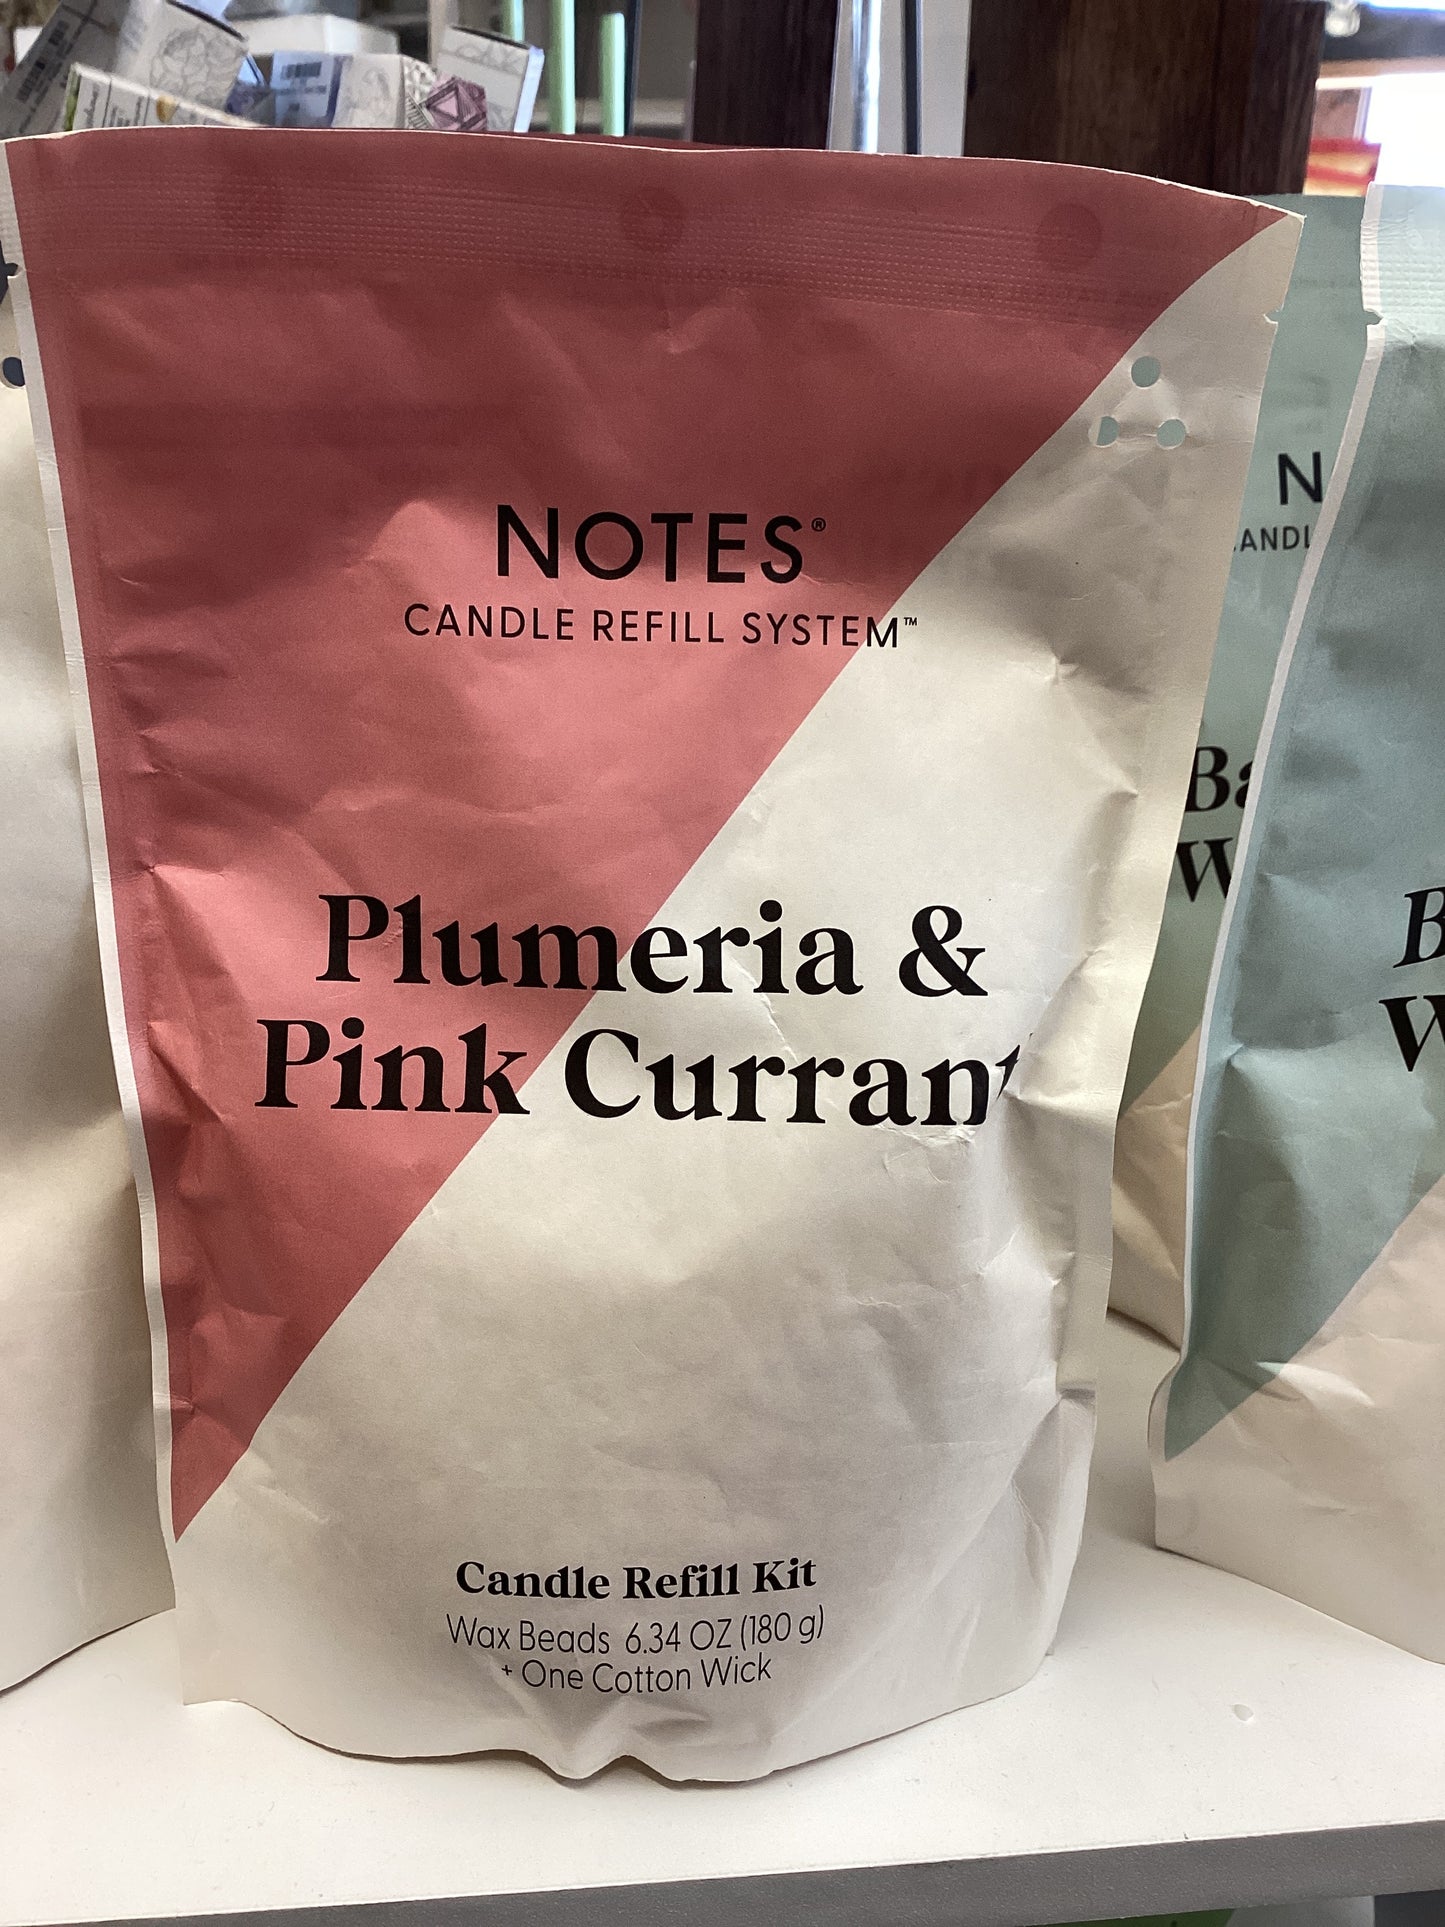 NOTES®
CANDLE REFILL SYSTEM™
Plumeria &
Pink Currant
Candle Refill Kit
Wax Beads 6.34 OZ (180 g)
+ One Cotton Wick